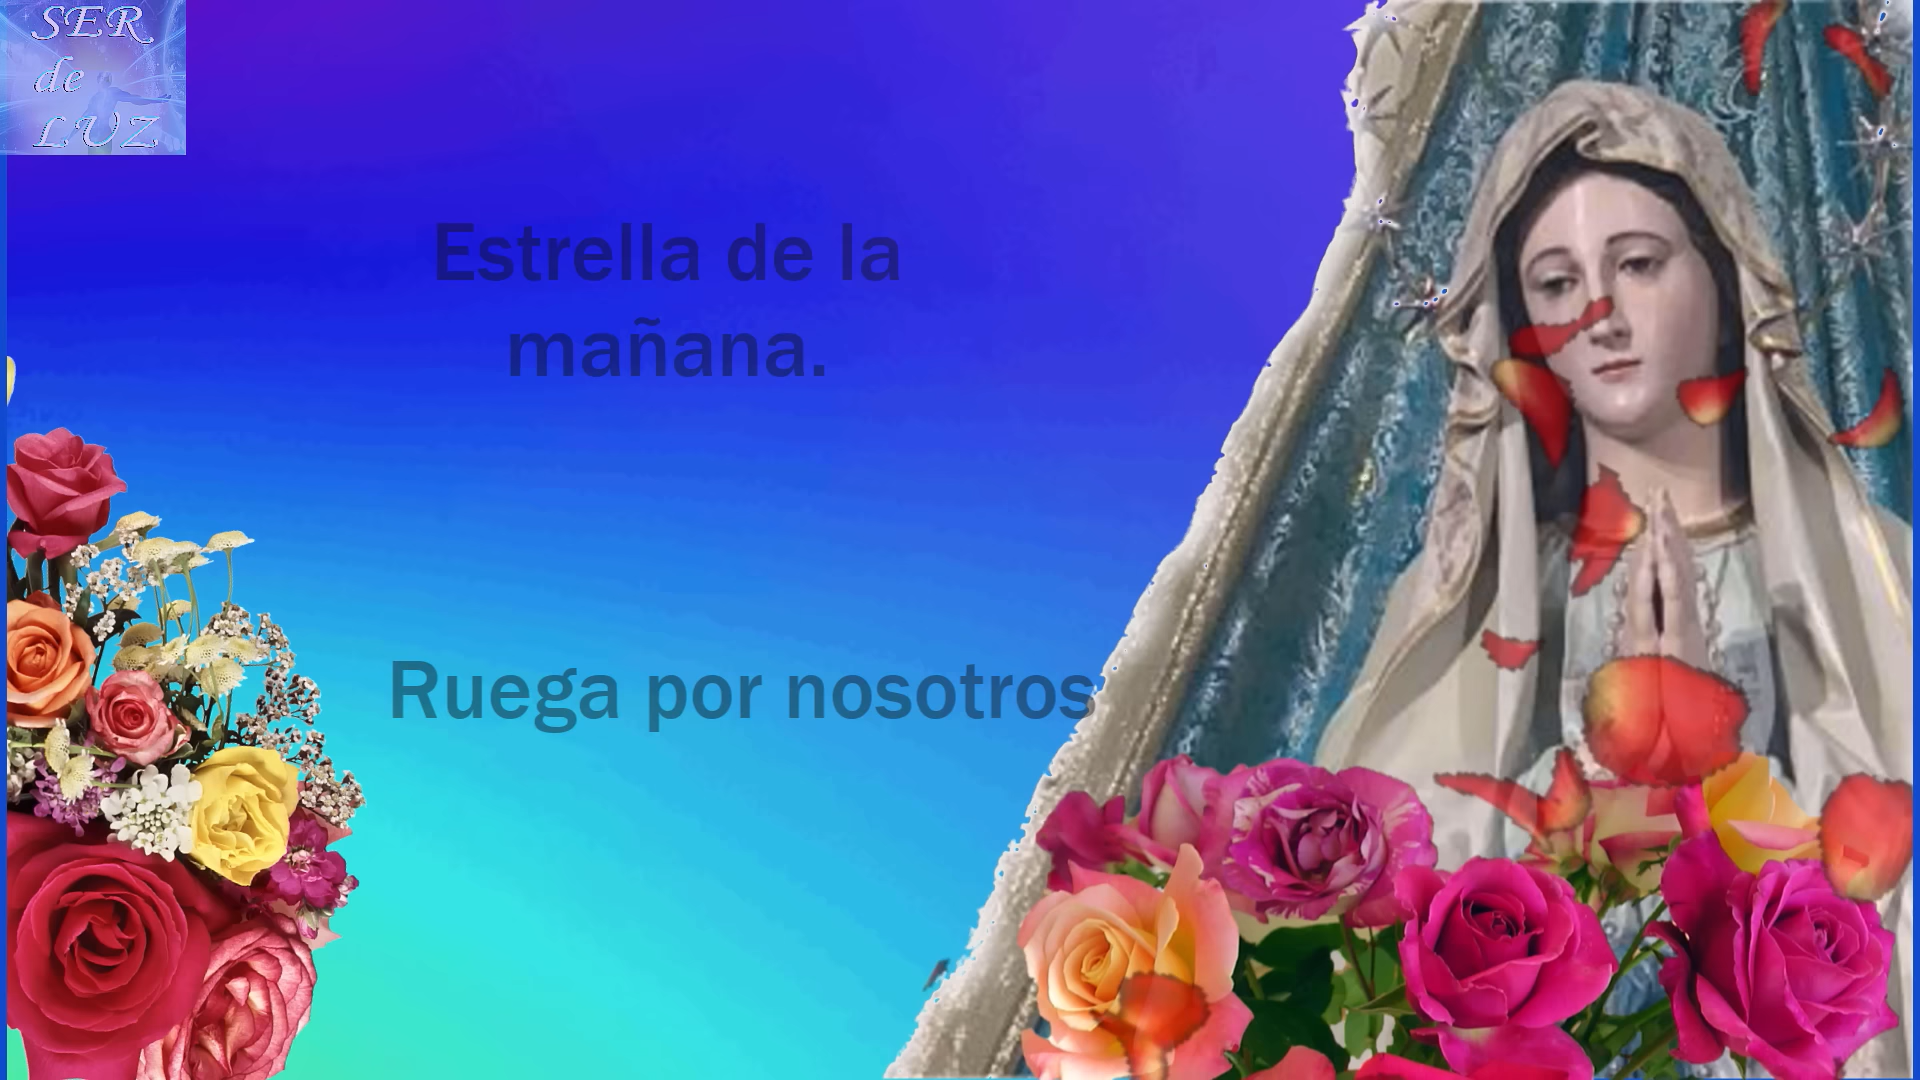 SER
de
LUZ
Estrella de la
mañana.
Ruega por nosotros